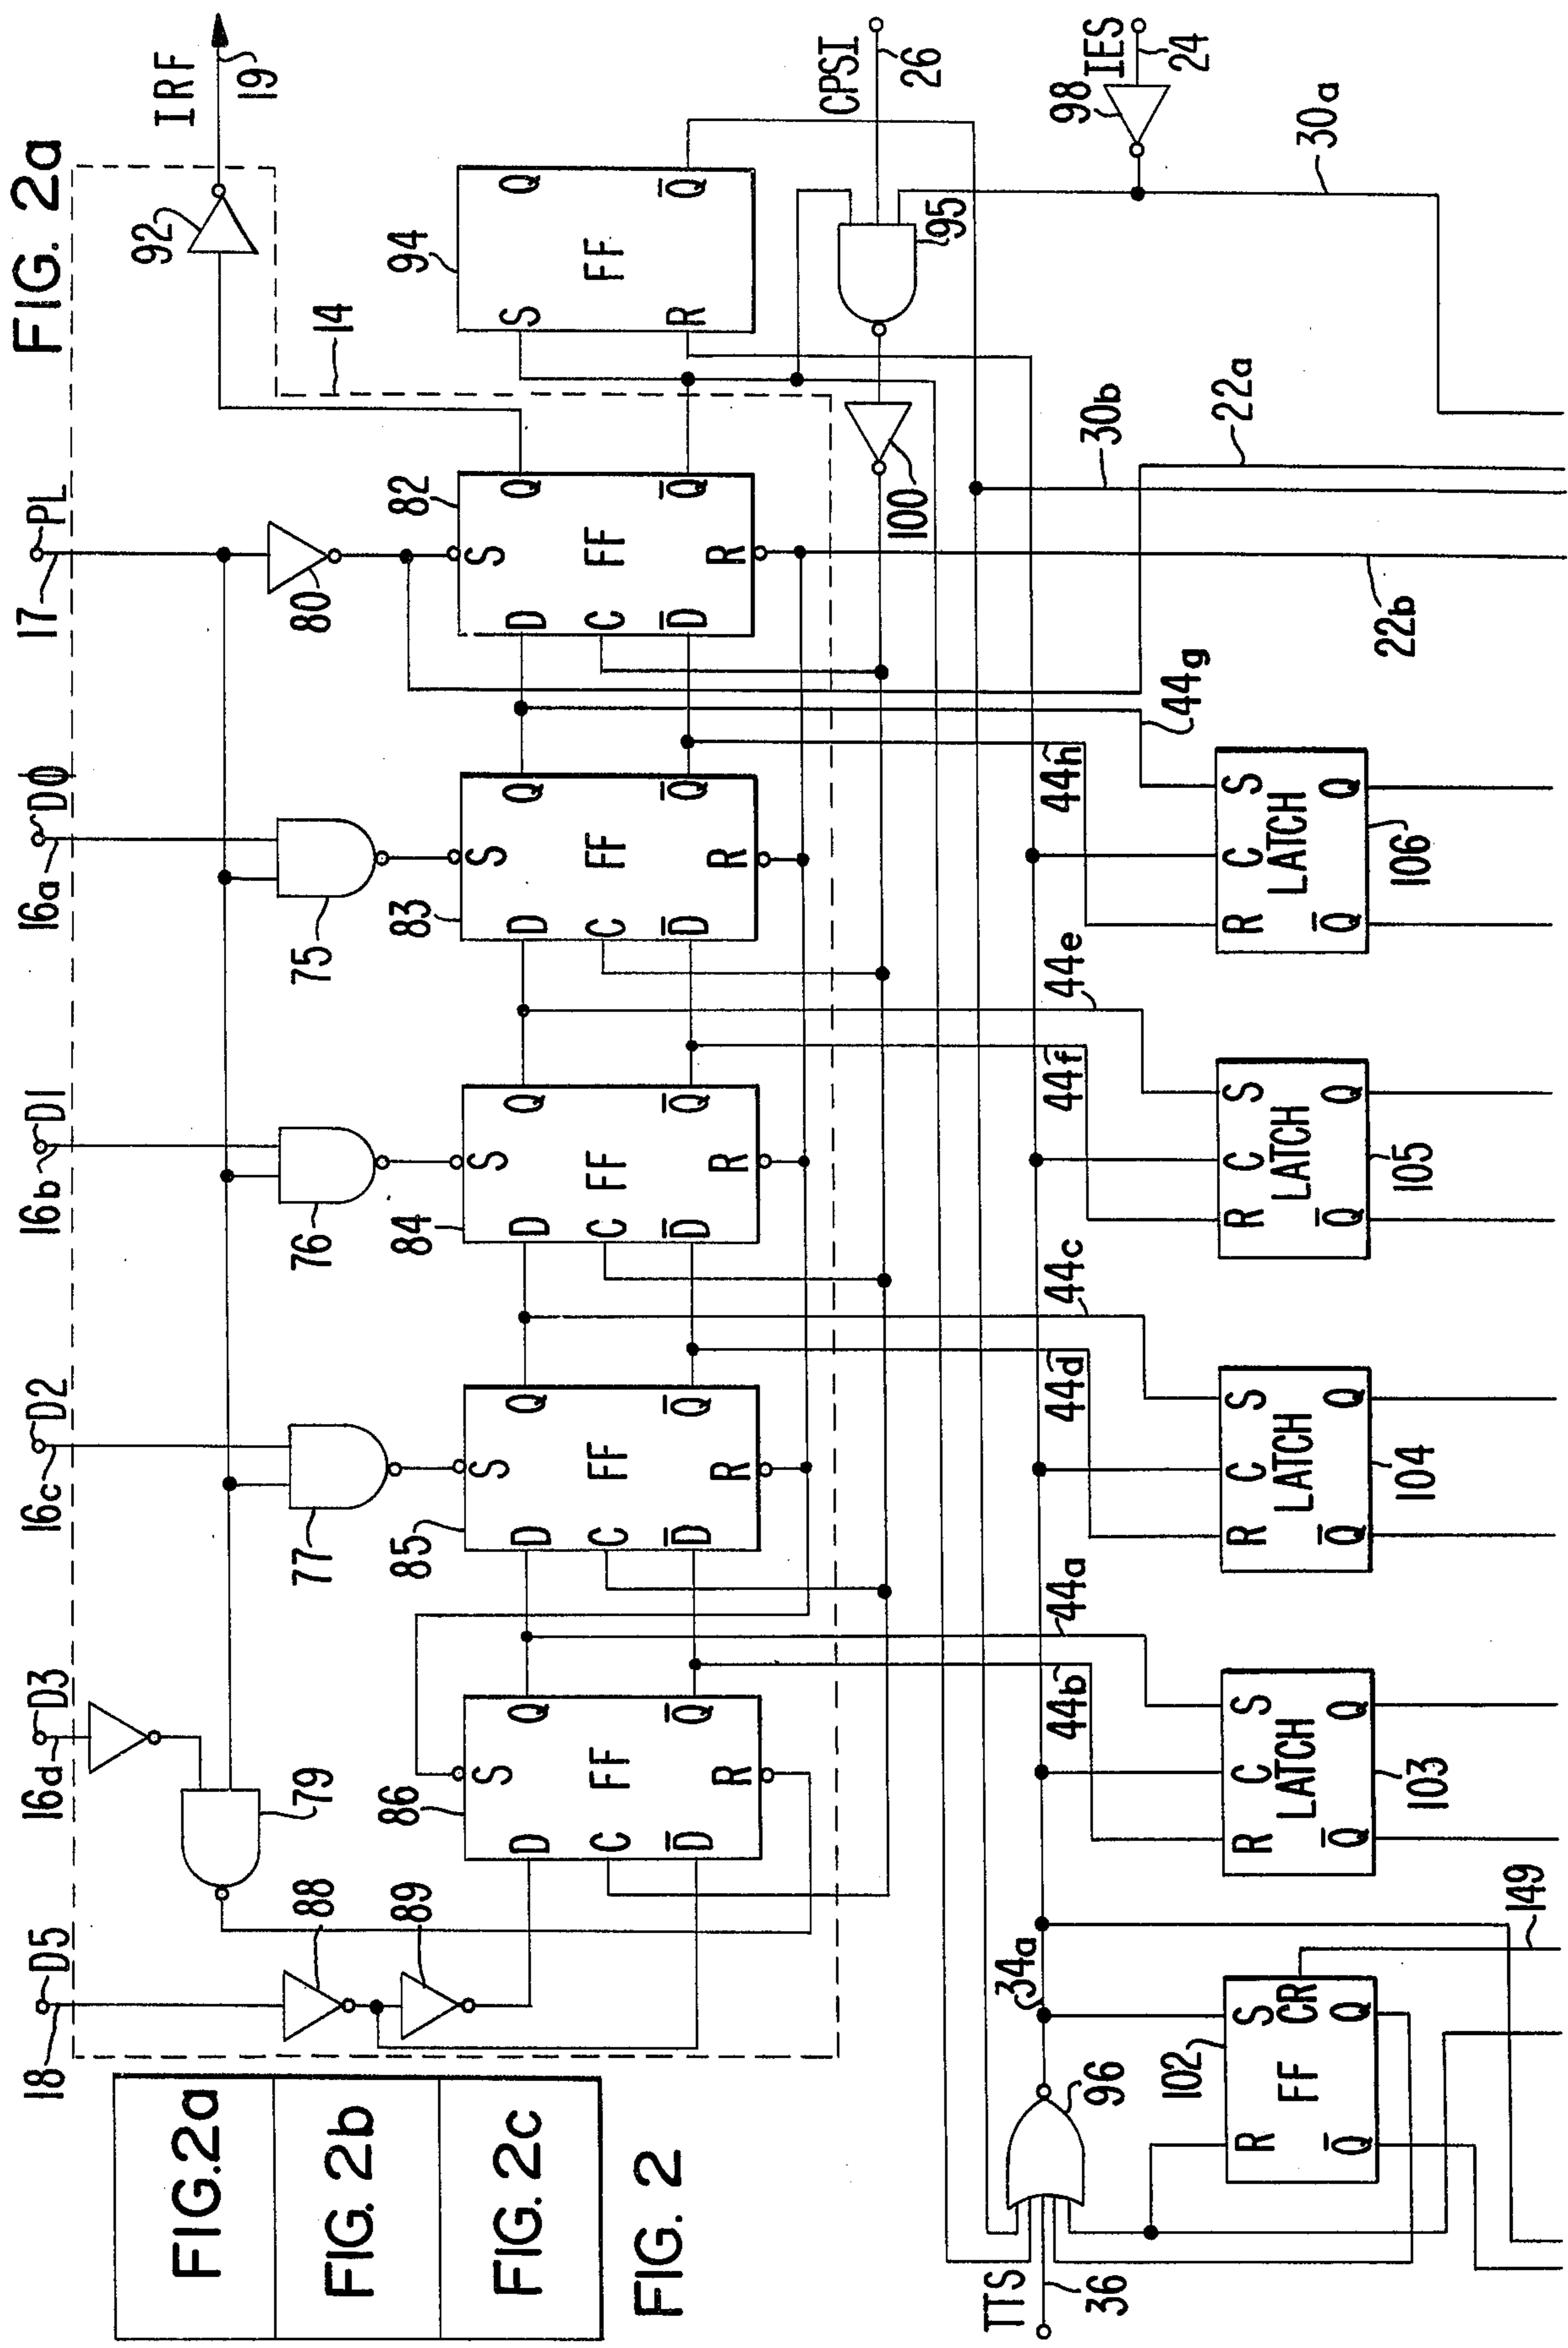 FIG. 2a
18 D5
16d D3
16c D2
16b D1
16a D0
17 PL
IRF
19
92
14
FIG.2a
FIG. 2b
FIG. 2c
FIG. 2
88
89
79
77
76
75
80
86
S
D Q
FF
C
D̅ Q̅
R
85
S
D Q
FF
C
D̅ Q̅
R
84
S
D Q
FF
C
D̅ Q̅
R
83
S
D Q
FF
C
D̅ Q̅
R
82
S
D Q
FF
C
D̅ Q̅
R
94
S Q
FF
R Q̅
CPSI
26
95
100
98
IES
24
30a
30b
22a
22b
TTS
36
96
34a
44b
44a
44d
44c
44f
44e
44h
44g
102
R S
FF CR
Q̅ Q
149
R C S
LATCH
Q̅ Q
103
R C S
LATCH
Q̅ Q
104
R C S
LATCH
Q̅ Q
105
R C S
LATCH
Q̅ Q
106